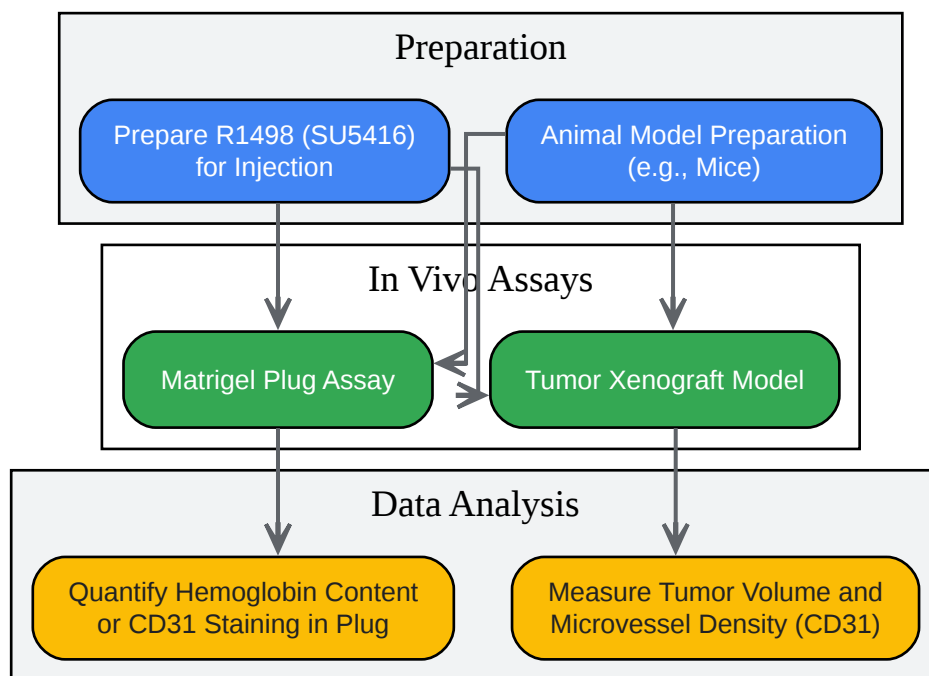 Preparation
Prepare R1498 (SU5416)
for Injection
Animal Model Preparation
(e.g., Mice)
In Vivo Assays
Matrigel Plug Assay
Tumor Xenograft Model
Data Analysis
Quantify Hemoglobin Content
or CD31 Staining in Plug
Measure Tumor Volume and
Microvessel Density (CD31)